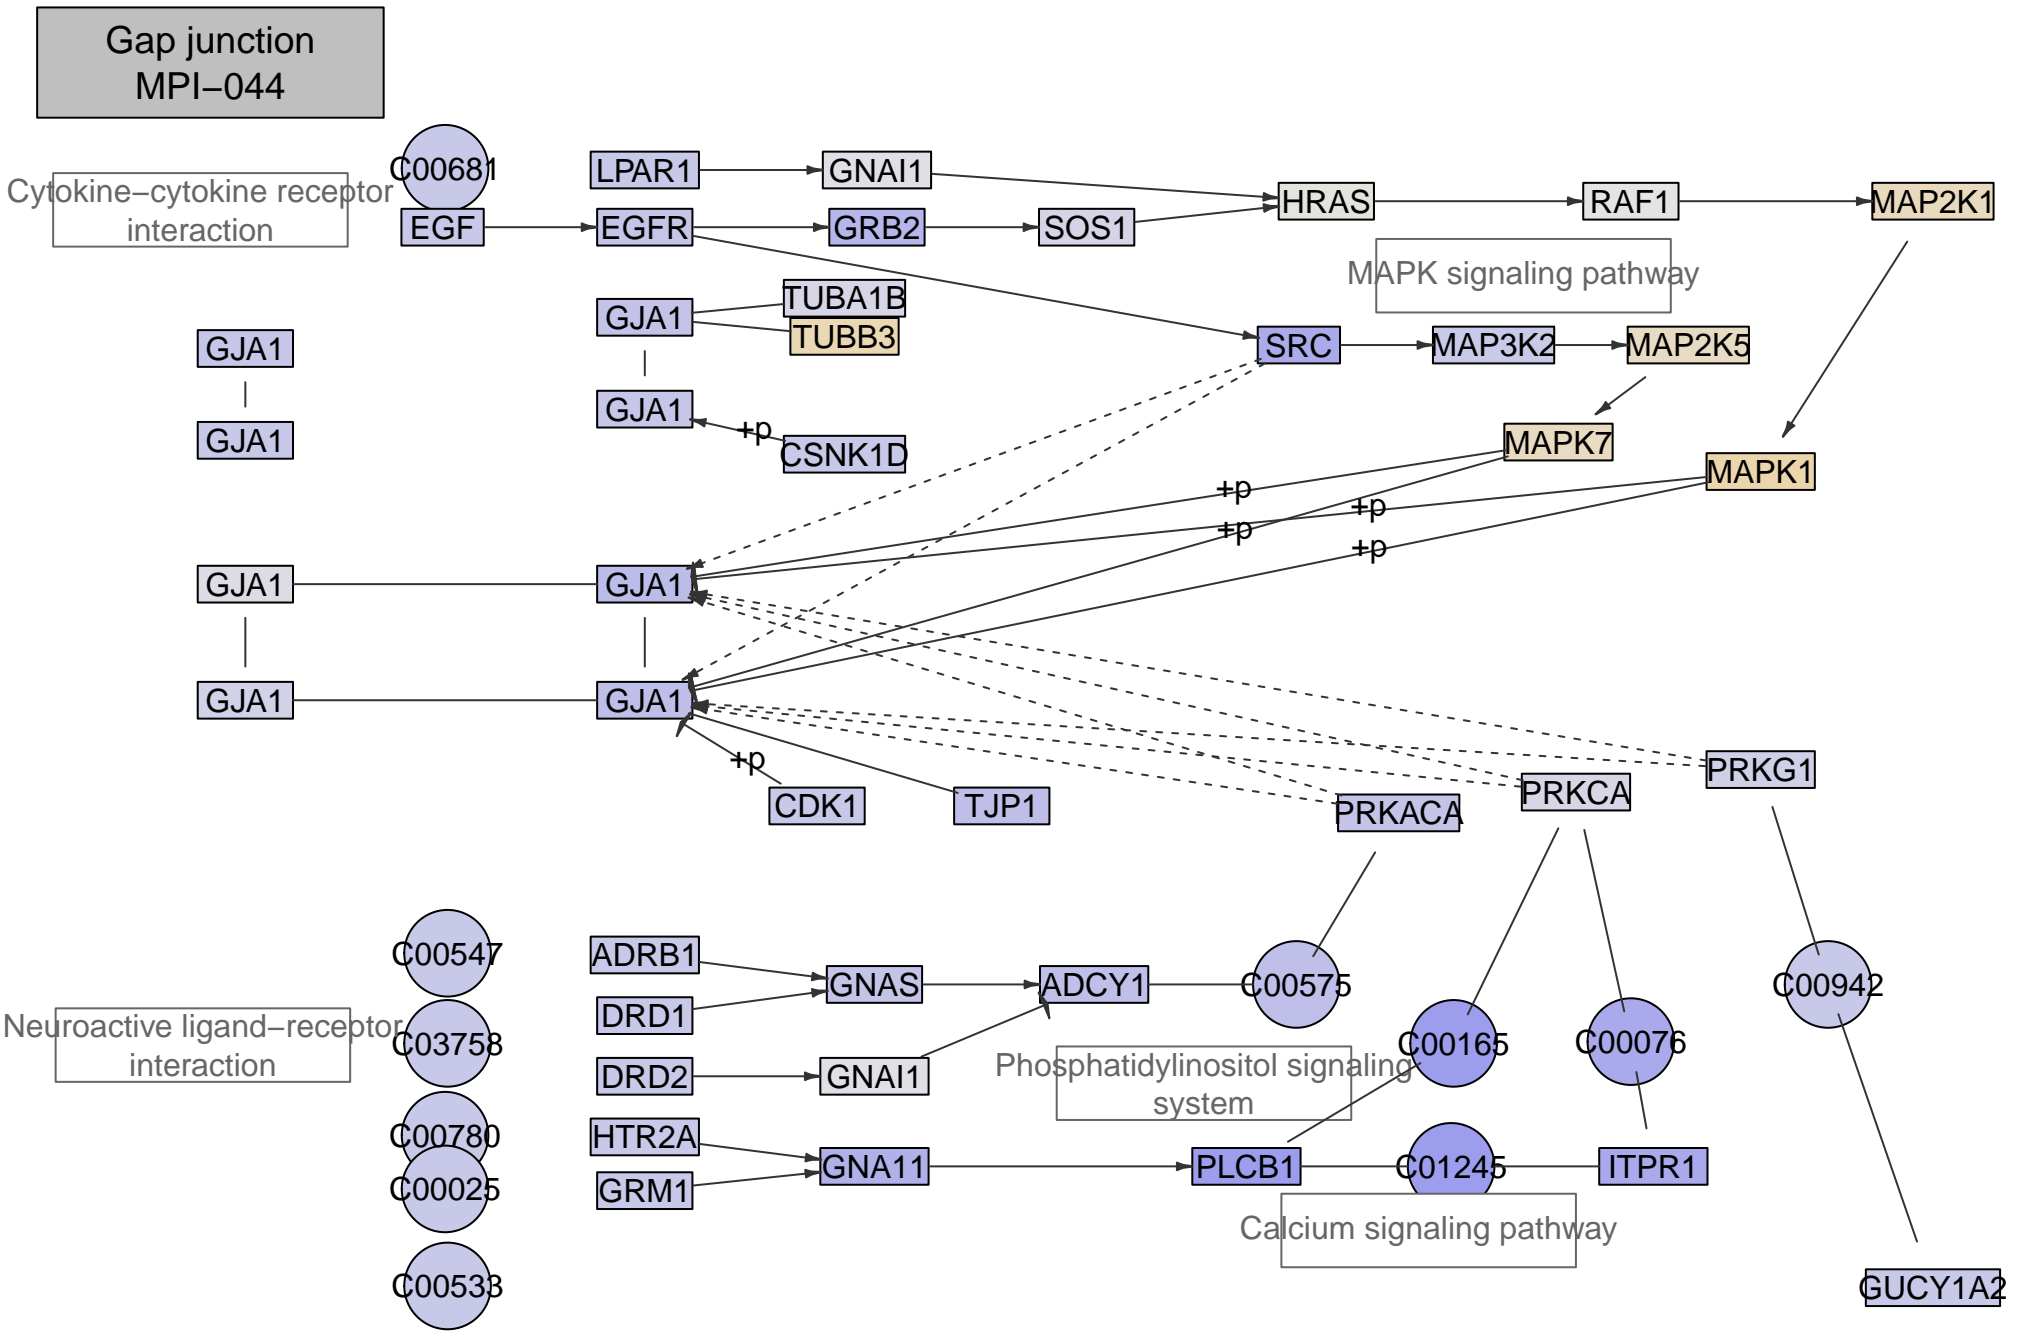 Gap junction
MPI−044
C00681
LPAR1
GNAI1
Cytokine−cytokine receptor
interaction
EGF
EGFR
GRB2
SOS1
HRAS
RAF1
MAP2K1
MAPK signaling pathway
GJA1
TUBA1B
TUBB3
GJA1
SRC
MAP3K2
MAP2K5
GJA1
+p
CSNK1D
GJA1
MAPK7
MAPK1
+p
+p
+p
+p
GJA1
GJA1
GJA1
GJA1
+p
CDK1
TJP1
PRKACA
PRKCA
PRKG1
C00547
ADRB1
GNAS
ADCY1
C00575
C00942
DRD1
Neuroactive ligand−receptor
interaction
C03758
C00165
C00076
DRD2
GNAI1
Phosphatidylinositol signaling
system
C00780
HTR2A
C00025
GRM1
GNA11
PLCB1
C01245
ITPR1
Calcium signaling pathway
C00533
GUCY1A2